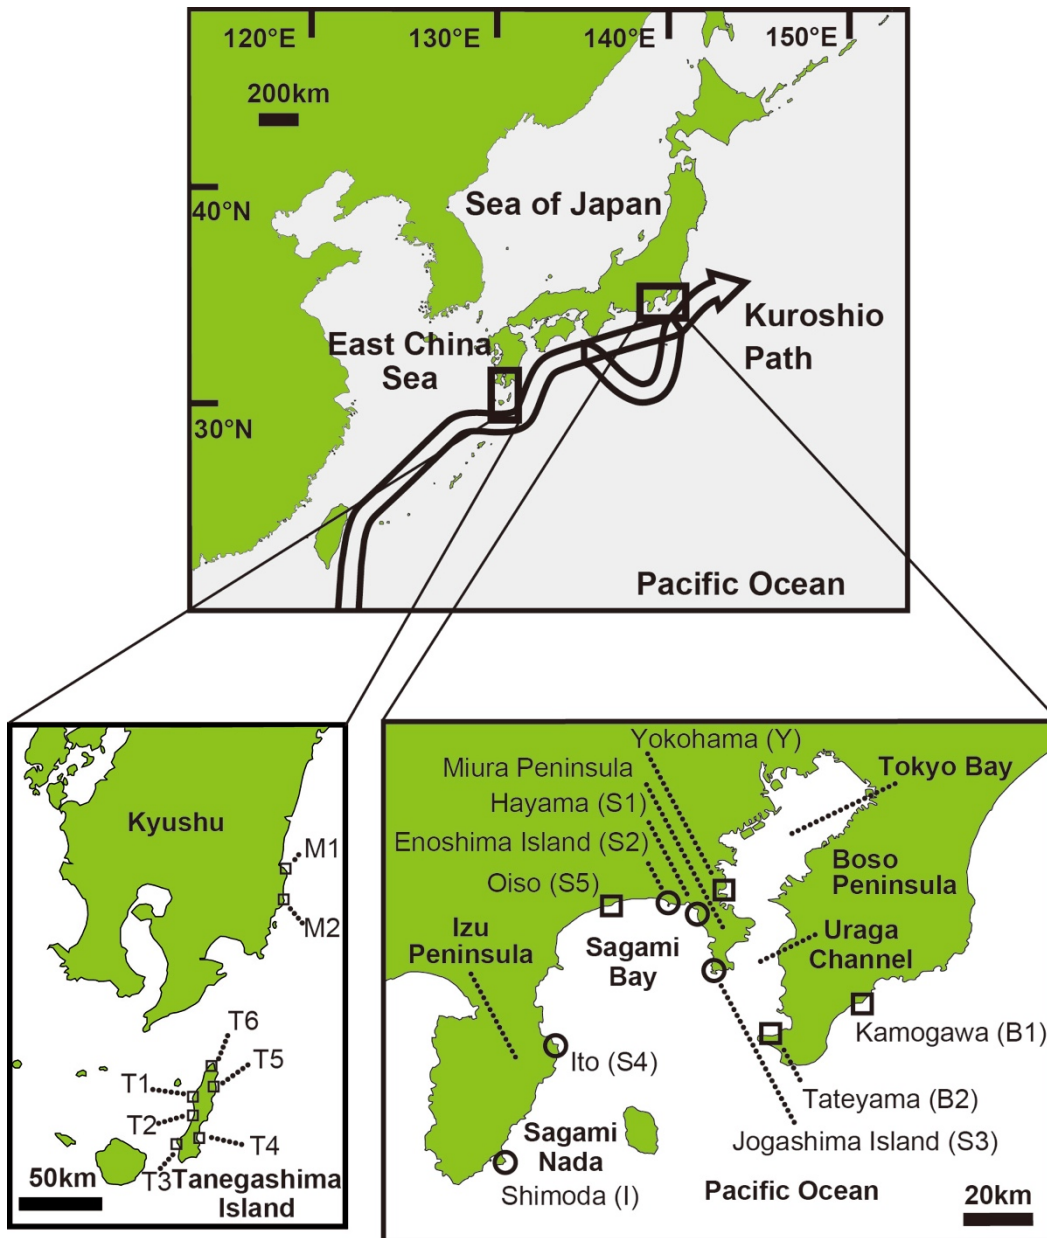 120°E
130°E
140°E
150°E
200km
40°N
Sea of Japan
Kuroshio
Path
East China
Sea
30°N
Pacific Ocean
Kyushu
M1
M2
T6
T5
T1
T2
T4
T3
Tanegashima
Island
50km
Yokohama (Y)
Miura Peninsula
Hayama (S1)
Enoshima Island (S2)
Oiso (S5)
Tokyo Bay
Boso
Peninsula
Izu
Peninsula
Sagami
Bay
Uraga
Channel
Kamogawa (B1)
Ito (S4)
Tateyama (B2)
Jogashima Island (S3)
Sagami
Nada
Shimoda (I)
Pacific Ocean
20km